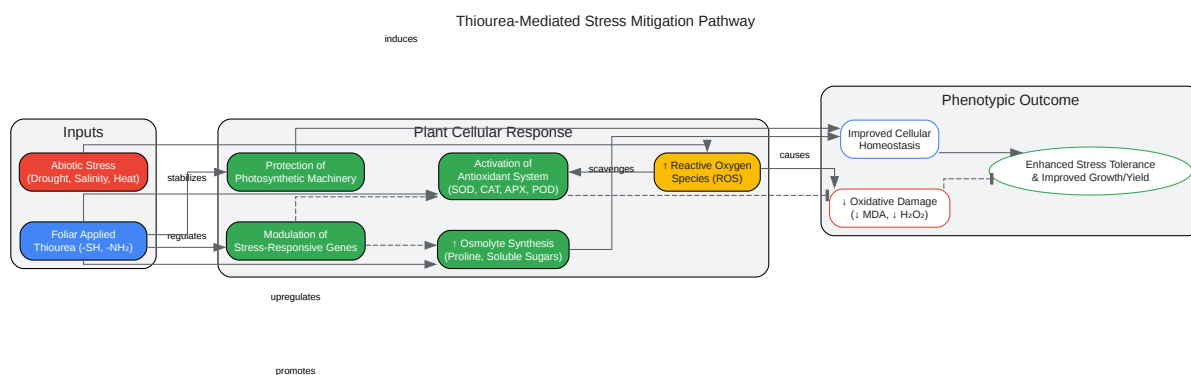 Thiourea-Mediated Stress Mitigation Pathway
induces
Inputs
Abiotic Stress
(Drought, Salinity, Heat)
Foliar Applied
Thiourea (-SH, -NH₂)
stabilizes
regulates
upregulates
promotes
Plant Cellular Response
Protection of
Photosynthetic Machinery
Modulation of
Stress-Responsive Genes
Activation of
Antioxidant System
(SOD, CAT, APX, POD)
↑ Osmolyte Synthesis
(Proline, Soluble Sugars)
scavenges
↑ Reactive Oxygen
Species (ROS)
causes
Phenotypic Outcome
Improved Cellular
Homeostasis
↓ Oxidative Damage
(↓ MDA, ↓ H₂O₂)
Enhanced Stress Tolerance
& Improved Growth/Yield